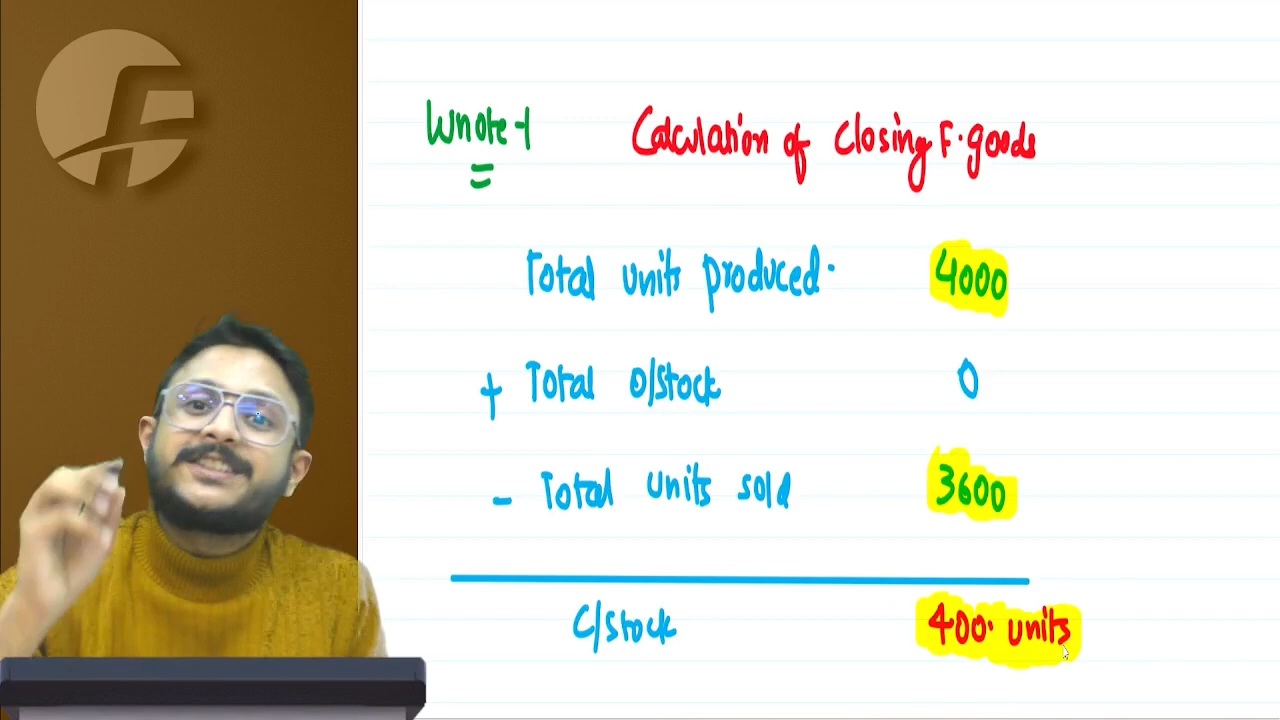 Wnote-1 Calculation of Closing F. goods
Total units produced. 4000
+ Total o/stock 0
- Total units sold 3600
C/stock 400. units